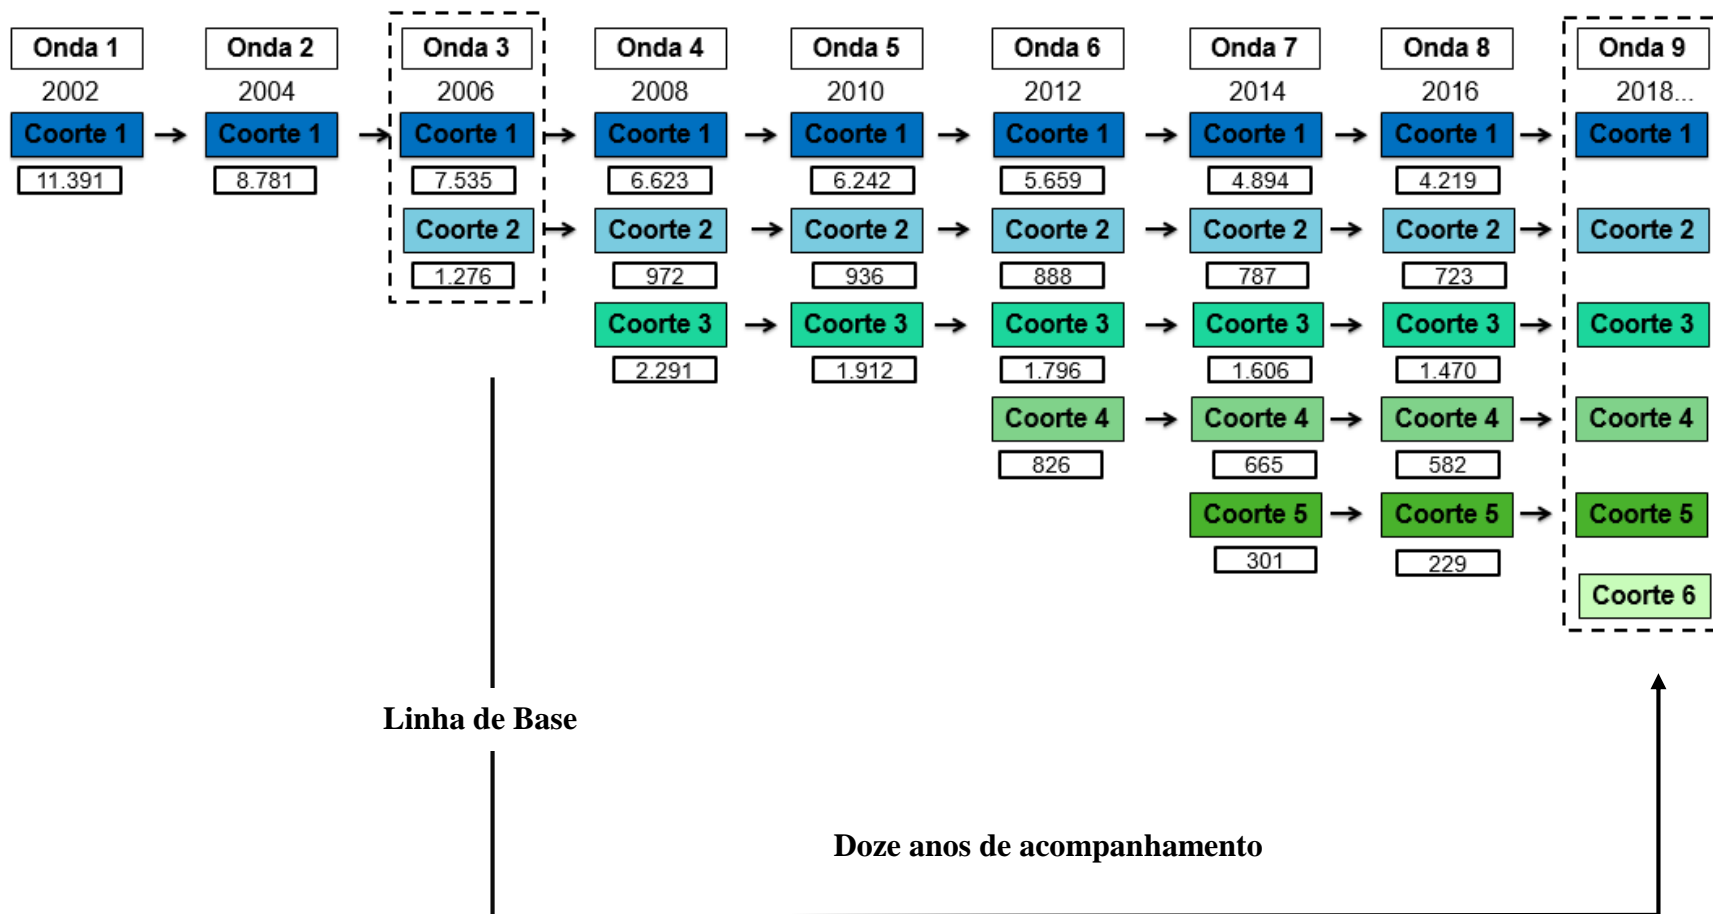 Onda 1 Onda 2 Onda 3 Onda 4 Onda 5 Onda 6 Onda 7 Onda 8 Onda 9
2002 2004 2006 2008 2010 2012 2014 2016 2018...
Coorte 1 Coorte 1 Coorte 1 Coorte 1 Coorte 1 Coorte 1 Coorte 1 Coorte 1 Coorte 1
11.391 8.781 7.535 6.623 6.242 5.659 4.894 4.219
Coorte 2 Coorte 2 Coorte 2 Coorte 2 Coorte 2 Coorte 2 Coorte 2
1.276 972 936 888 787 723
Coorte 3 Coorte 3 Coorte 3 Coorte 3 Coorte 3 Coorte 3
2.291 1.912 1.796 1.606 1.470
Coorte 4 Coorte 4 Coorte 4 Coorte 4
826 665 582
Coorte 5 Coorte 5 Coorte 5
301 229
Coorte 6
Linha de Base
Doze anos de acompanhamento